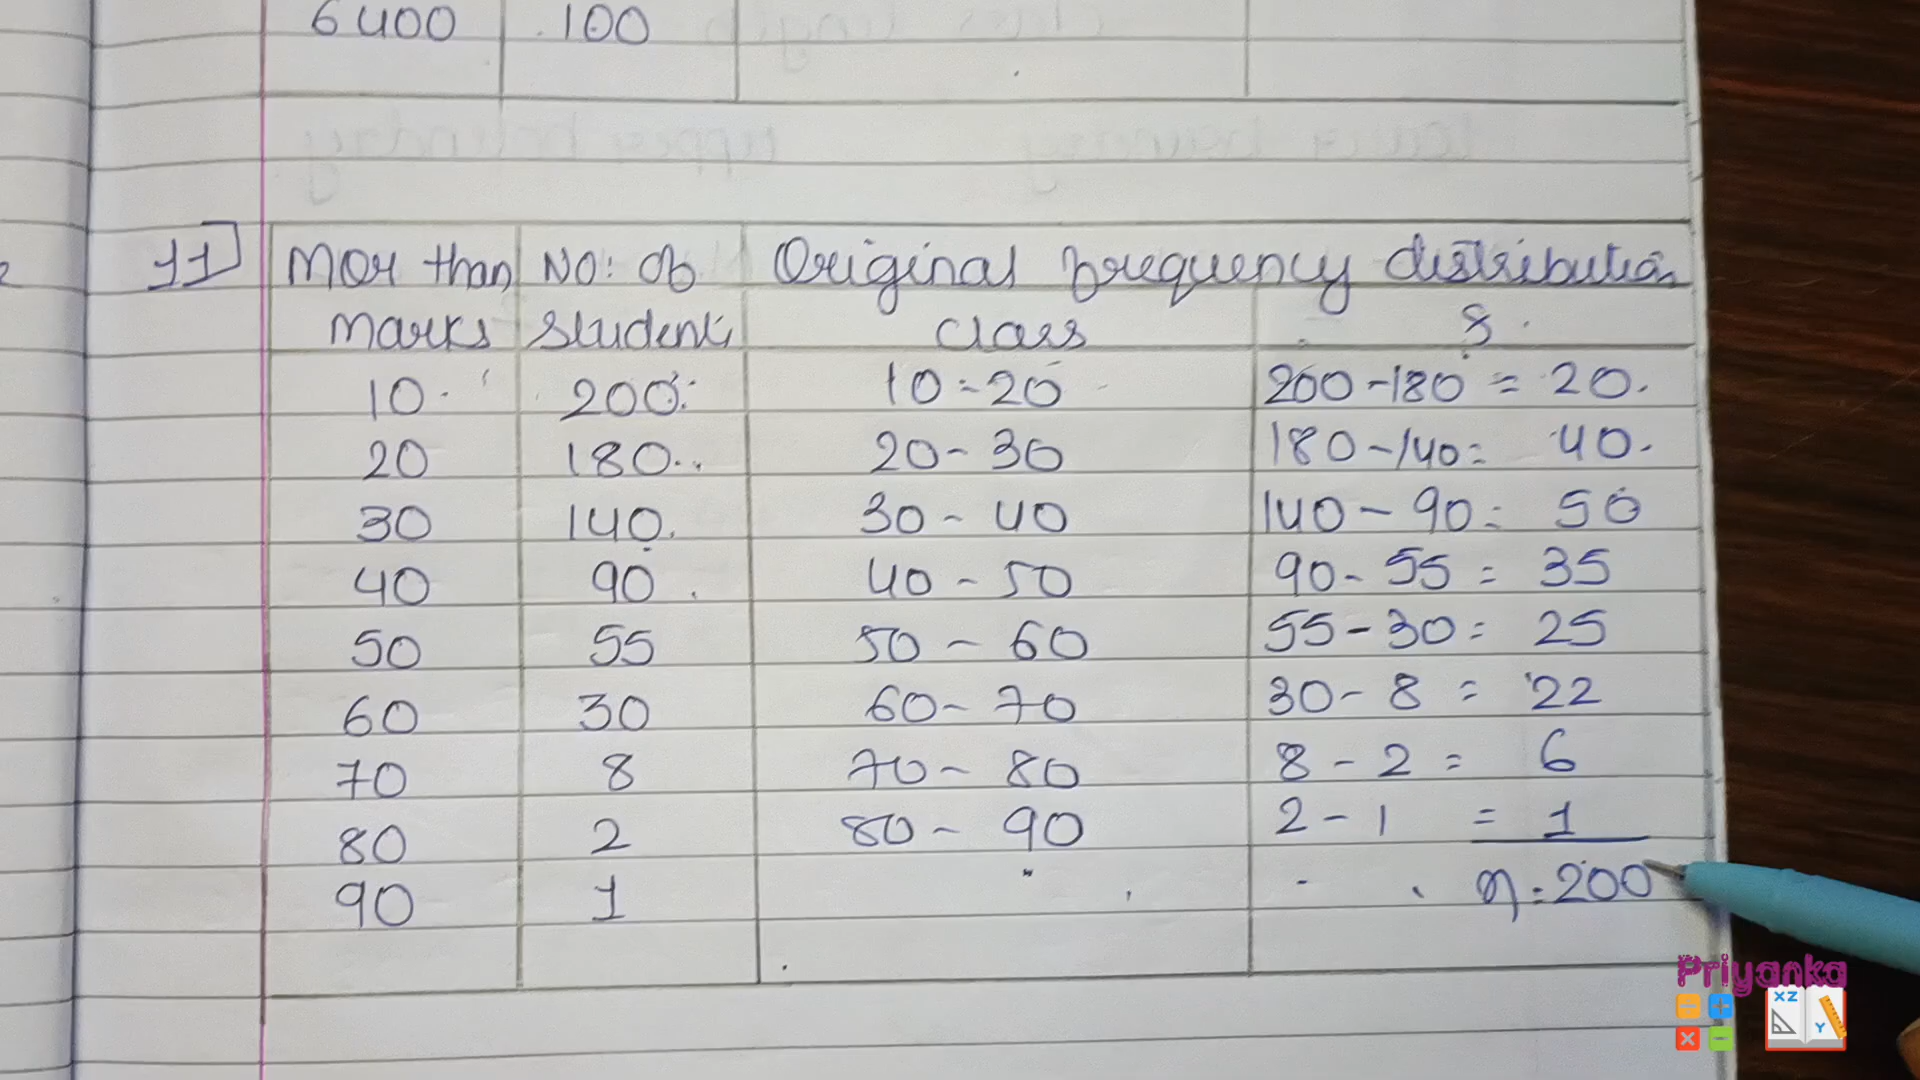 6400 100
11] Mor than No: of Original frequency distribution
Marks Student, class f
10 200 10-20 200-180 = 20.
20 180 20-30 180-140= 40.
30 140 30-40 140-90= 50
40 90 40-50 90-55 = 35
50 55 50-60 55-30= 25
60 30 60-70 30-8 = 22
70 8 70-80 8-2 = 6
80 2 80-90 2-1 = 1
90 1 n=200
Priyanka
XZ
Y